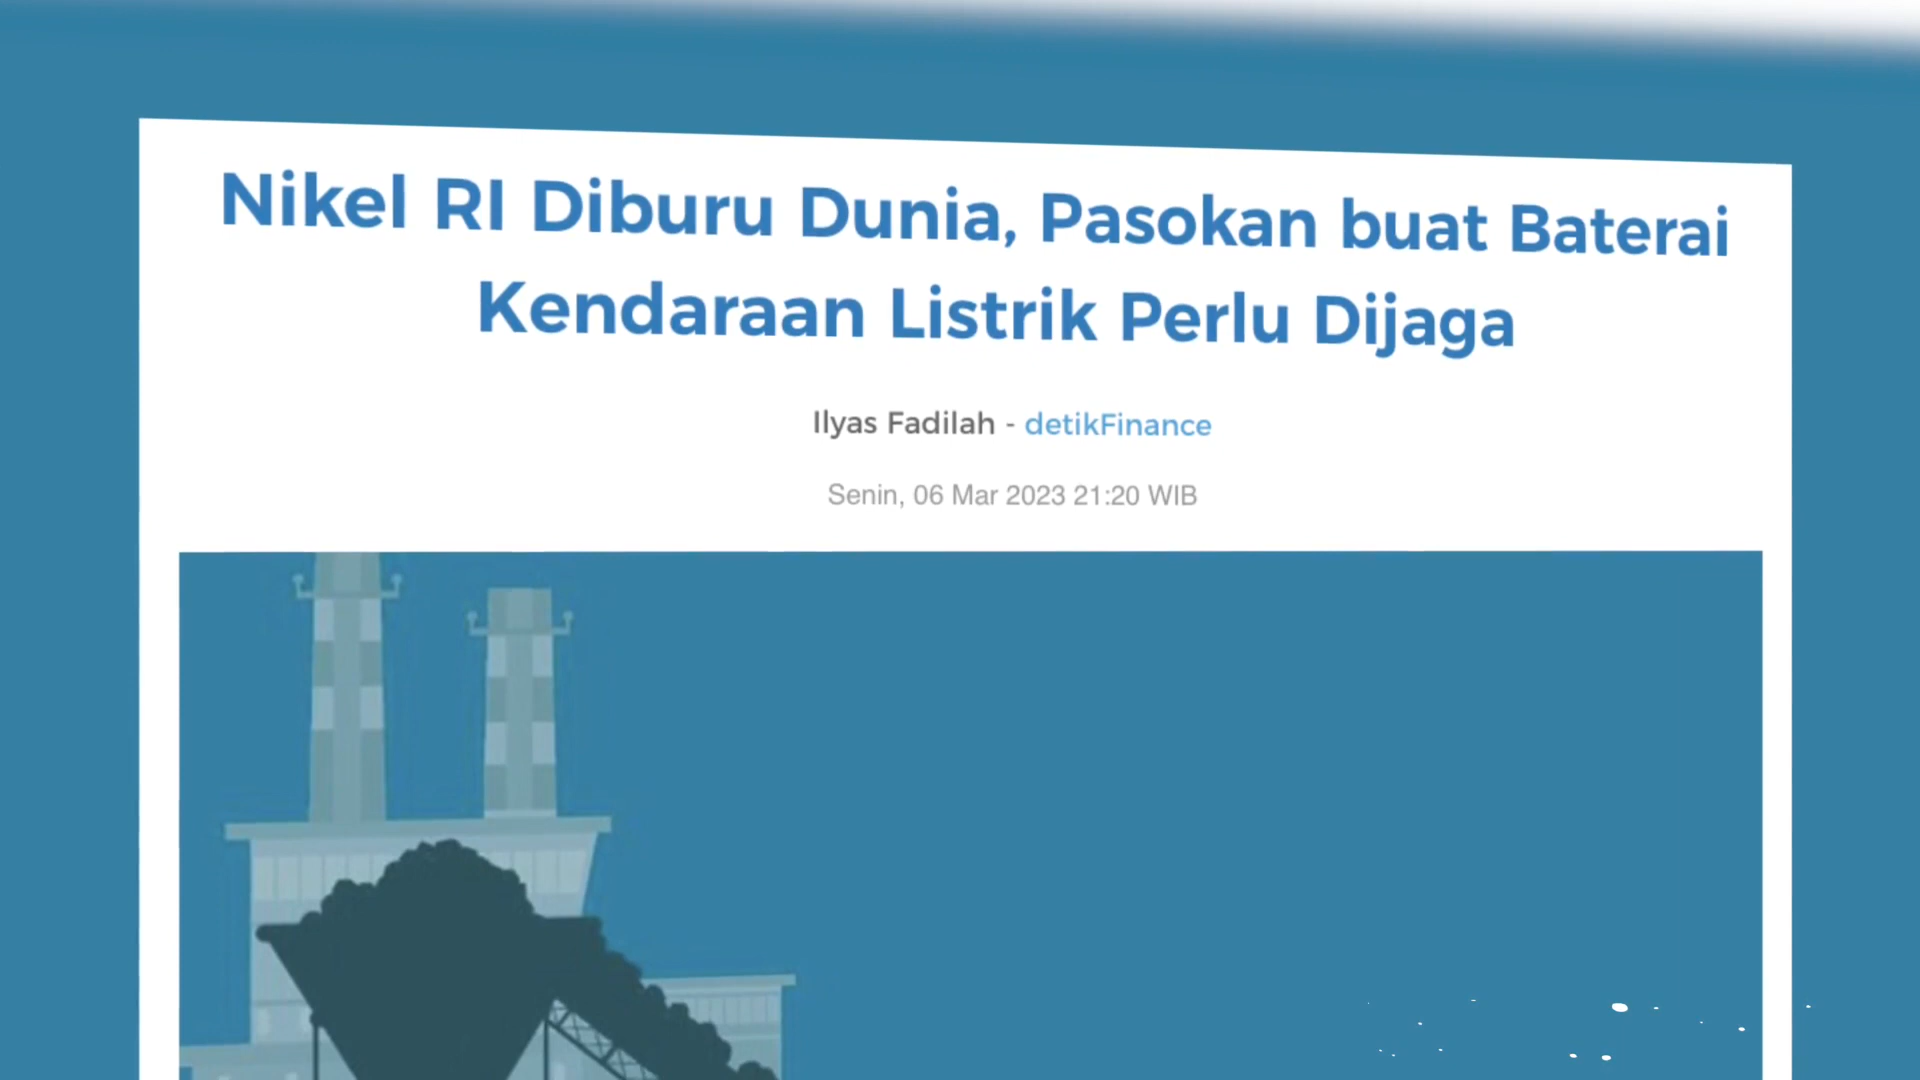 Nikel RI Diburu Dunia, Pasokan buat Baterai
Kendaraan Listrik Perlu Dijaga
Ilyas Fadilah - detikFinance
Senin, 06 Mar 2023 21:20 WIB